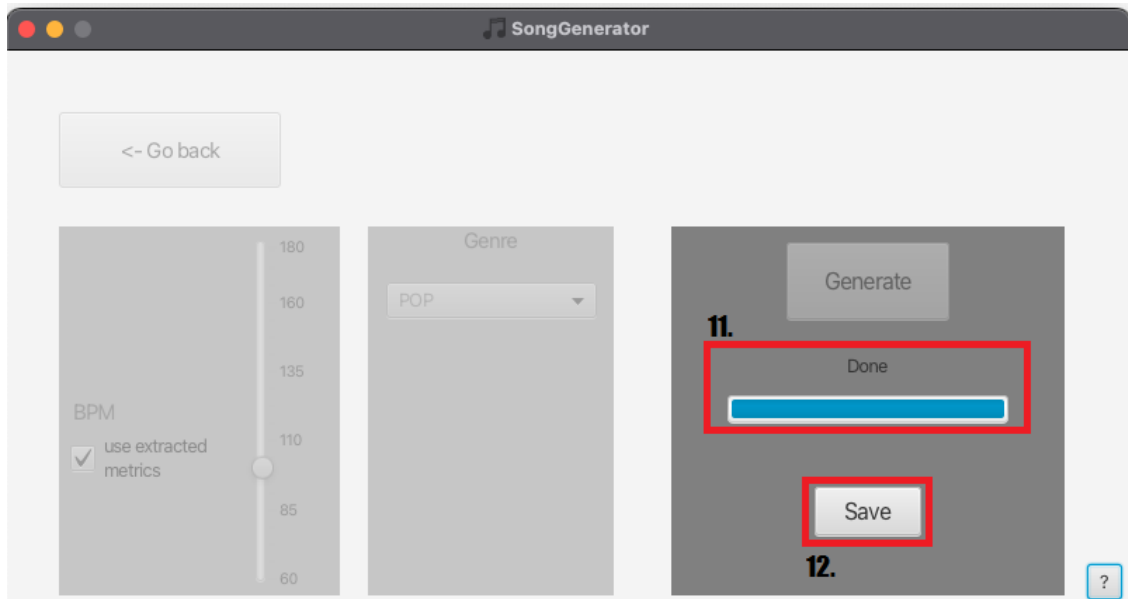 SongGenerator
<- Go back
180
160
135
110
85
60
BPM
use extracted
metrics
Genre
POP
Generate
11.
Done
Save
12.
?